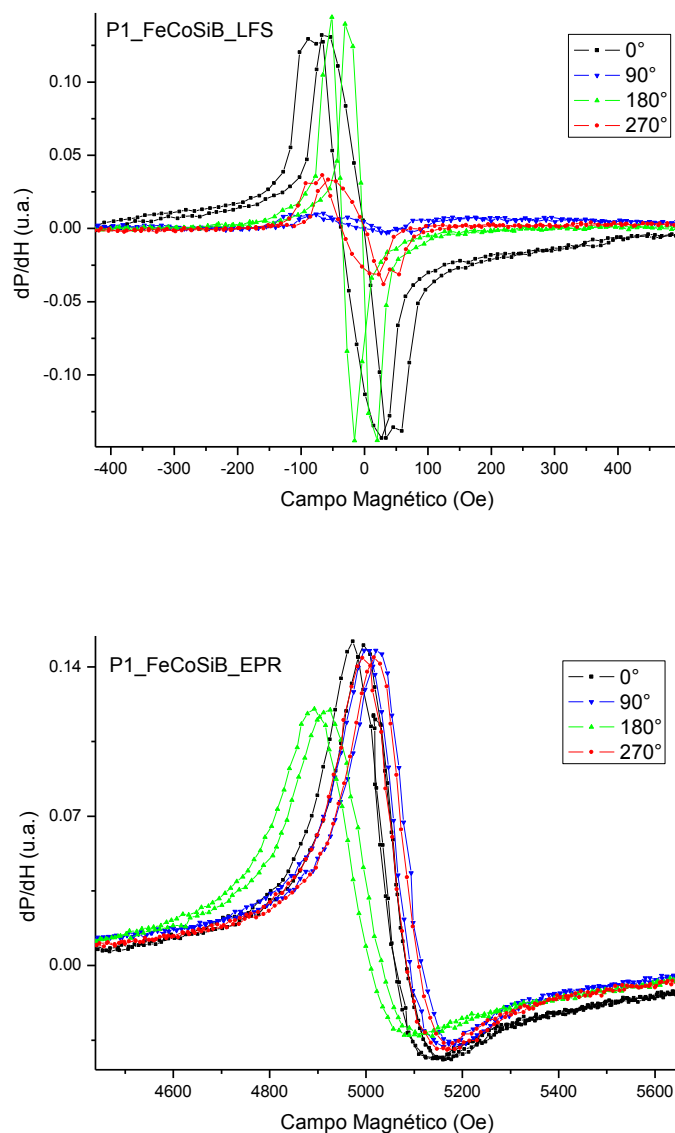 P1_FeCoSiB_LFS
0°
90°
180°
270°
dP/dH (u.a.)
0.10
0.05
0.00
-0.05
-0.10
-400 -300 -200 -100 0 100 200 300 400
Campo Magnético (Oe)
P1_FeCoSiB_EPR
0°
90°
180°
270°
dP/dH (u.a.)
0.14
0.07
0.00
4600 4800 5000 5200 5400 5600
Campo Magnético (Oe)